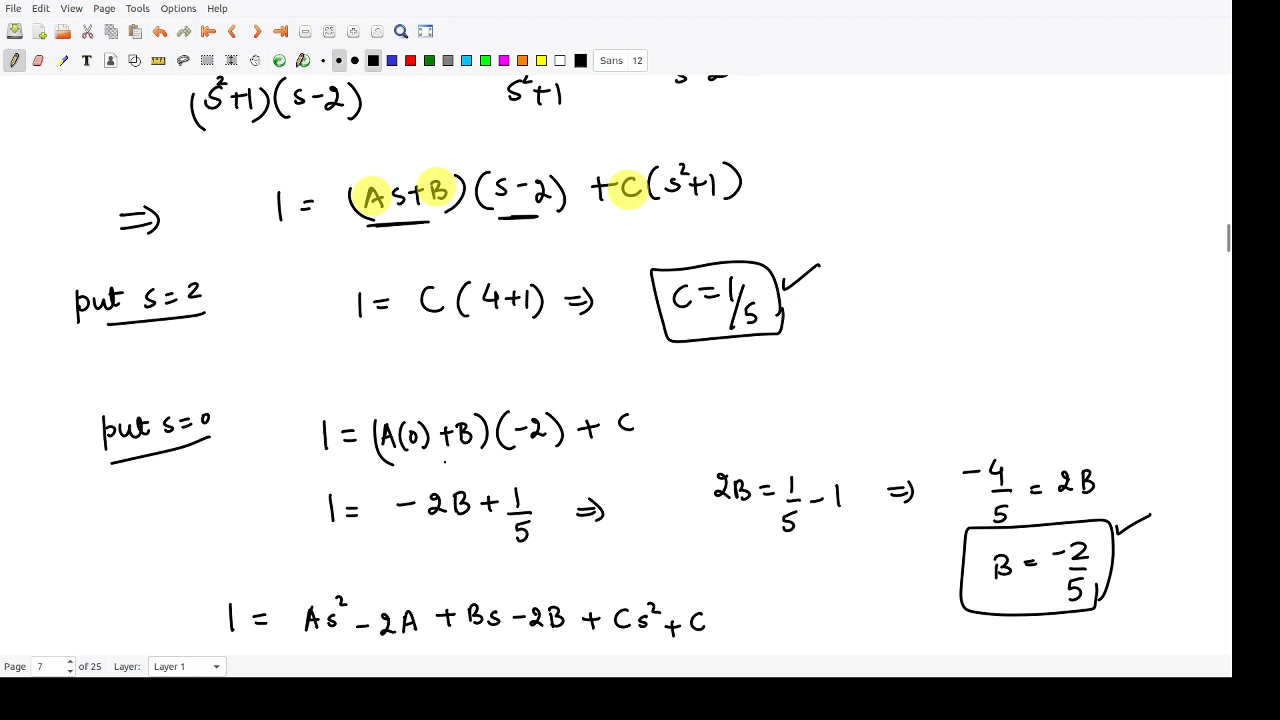 File Edit View Page Tools Options Help
T Sans 12
(s²+1)(s-2) s²+1 s-2
⇒ 1 = (As+B)(s-2) + C(s²+1)
put s=2 1 = C(4+1) ⇒ C = 1/5 ✓
put s=0 1 = (A(0)+B)(-2) + C
1 = -2B + 1/5 ⇒ 2B = 1/5 - 1 ⇒ -4/5 = 2B
B = -2/5 ✓
1 = As² - 2A + Bs - 2B + Cs² + C
Page 7 of 25 Layer: Layer 1